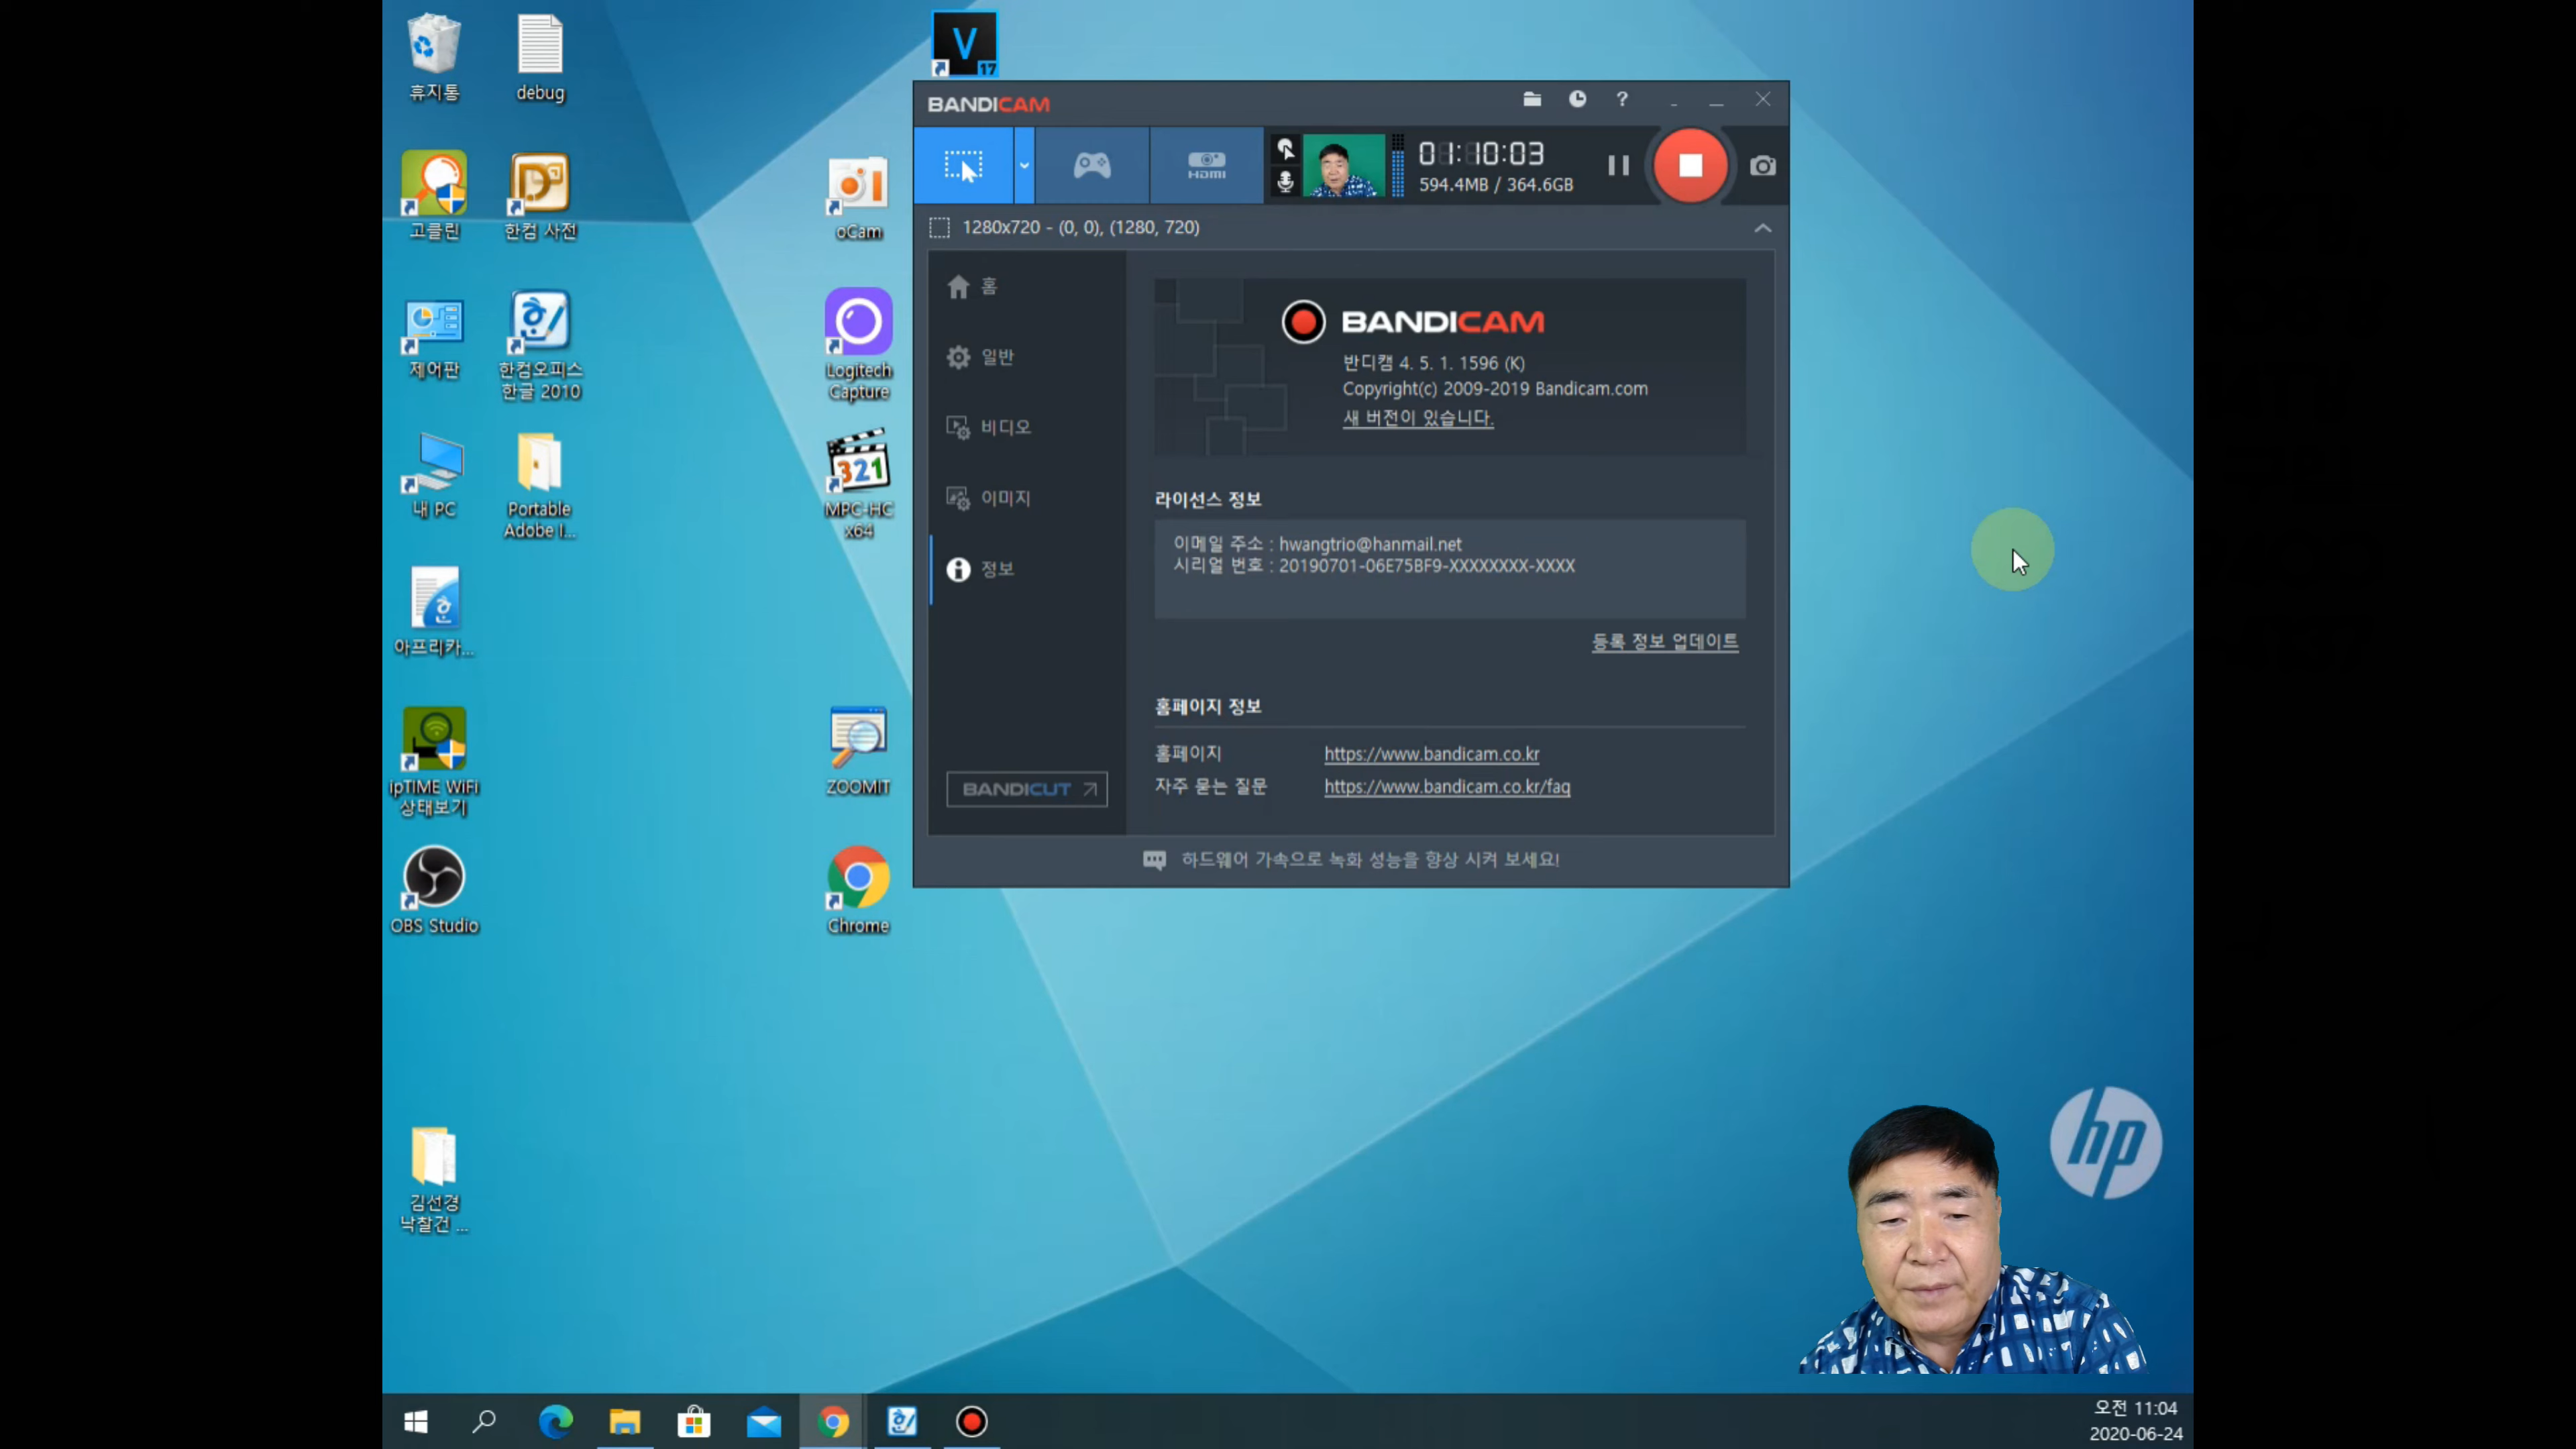 휴지통
debug
V
17
고클린
한컴 사전
oCam
제어판
한컴오피스
한글 2010
Logitech
Capture
내 PC
Portable
Adobe I...
321
MPC-HC
x64
아프리카...
ipTIME WiFi
상태보기
ZOOMIT
OBS Studio
Chrome
김선경
낙찰건 ...
BANDICAM
?
HDMI
01:10:03
594.4MB / 364.6GB
1280x720 - (0, 0), (1280, 720)
홈
일반
비디오
이미지
정보
BANDICUT
BANDICAM
반디캠 4. 5. 1. 1596 (K)
Copyright(c) 2009-2019 Bandicam.com
새 버전이 있습니다.
라이선스 정보
이메일 주소 : hwangtrio@hanmail.net
시리얼 번호 : 20190701-06E75BF9-XXXXXXXX-XXXX
등록 정보 업데이트
홈페이지 정보
홈페이지 https://www.bandicam.co.kr
자주 묻는 질문 https://www.bandicam.co.kr/faq
하드웨어 가속으로 녹화 성능을 향상 시켜 보세요!
hp
오전 11:04
2020-06-24